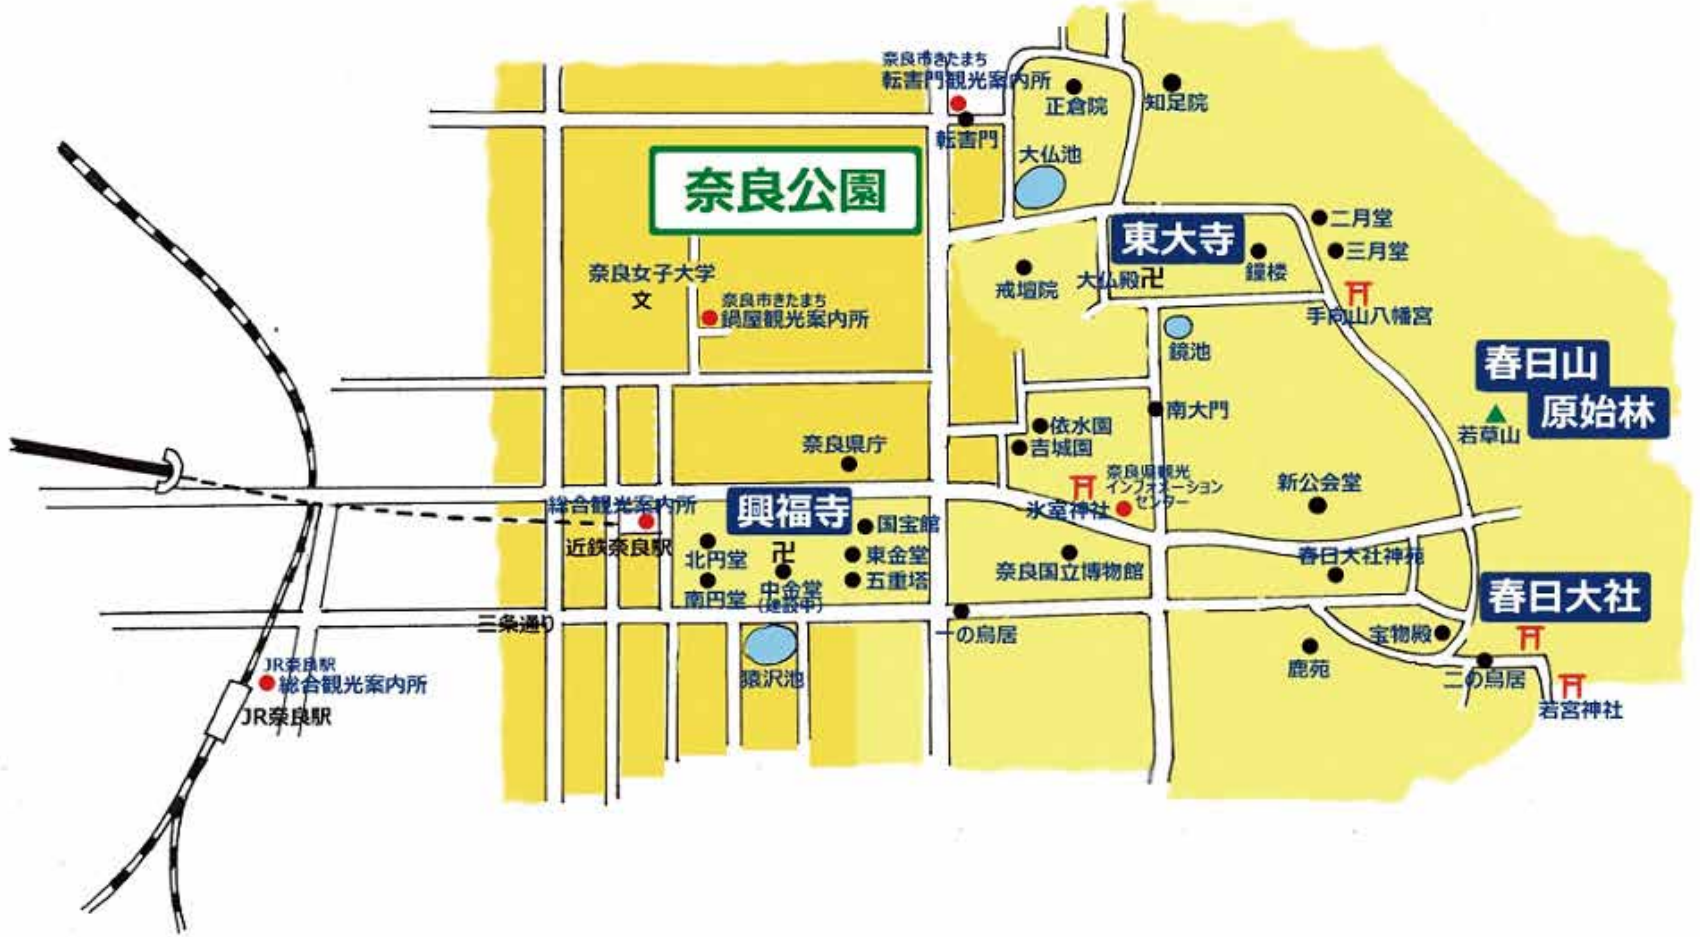 奈良市きたまち
転害門観光案内所
転害門
正倉院
知足院
大仏池
奈良公園
東大寺
二月堂
三月堂
鐘楼
大仏殿
戒壇院
手向山八幡宮
奈良女子大学
文
奈良市きたまち
鍋屋観光案内所
鏡池
春日山
原始林
若草山
南大門
依水園
吉城園
奈良県庁
奈良県観光
インフォメーション
センター
氷室神社
新公会堂
総合観光案内所
近鉄奈良駅
興福寺
国宝館
東金堂
五重塔
北円堂
南円堂
中金堂
(建設中)
奈良国立博物館
春日大社神苑
春日大社
三条通り
猿沢池
一の鳥居
宝物殿
鹿苑
二の鳥居
若宮神社
JR奈良駅
総合観光案内所
JR奈良駅